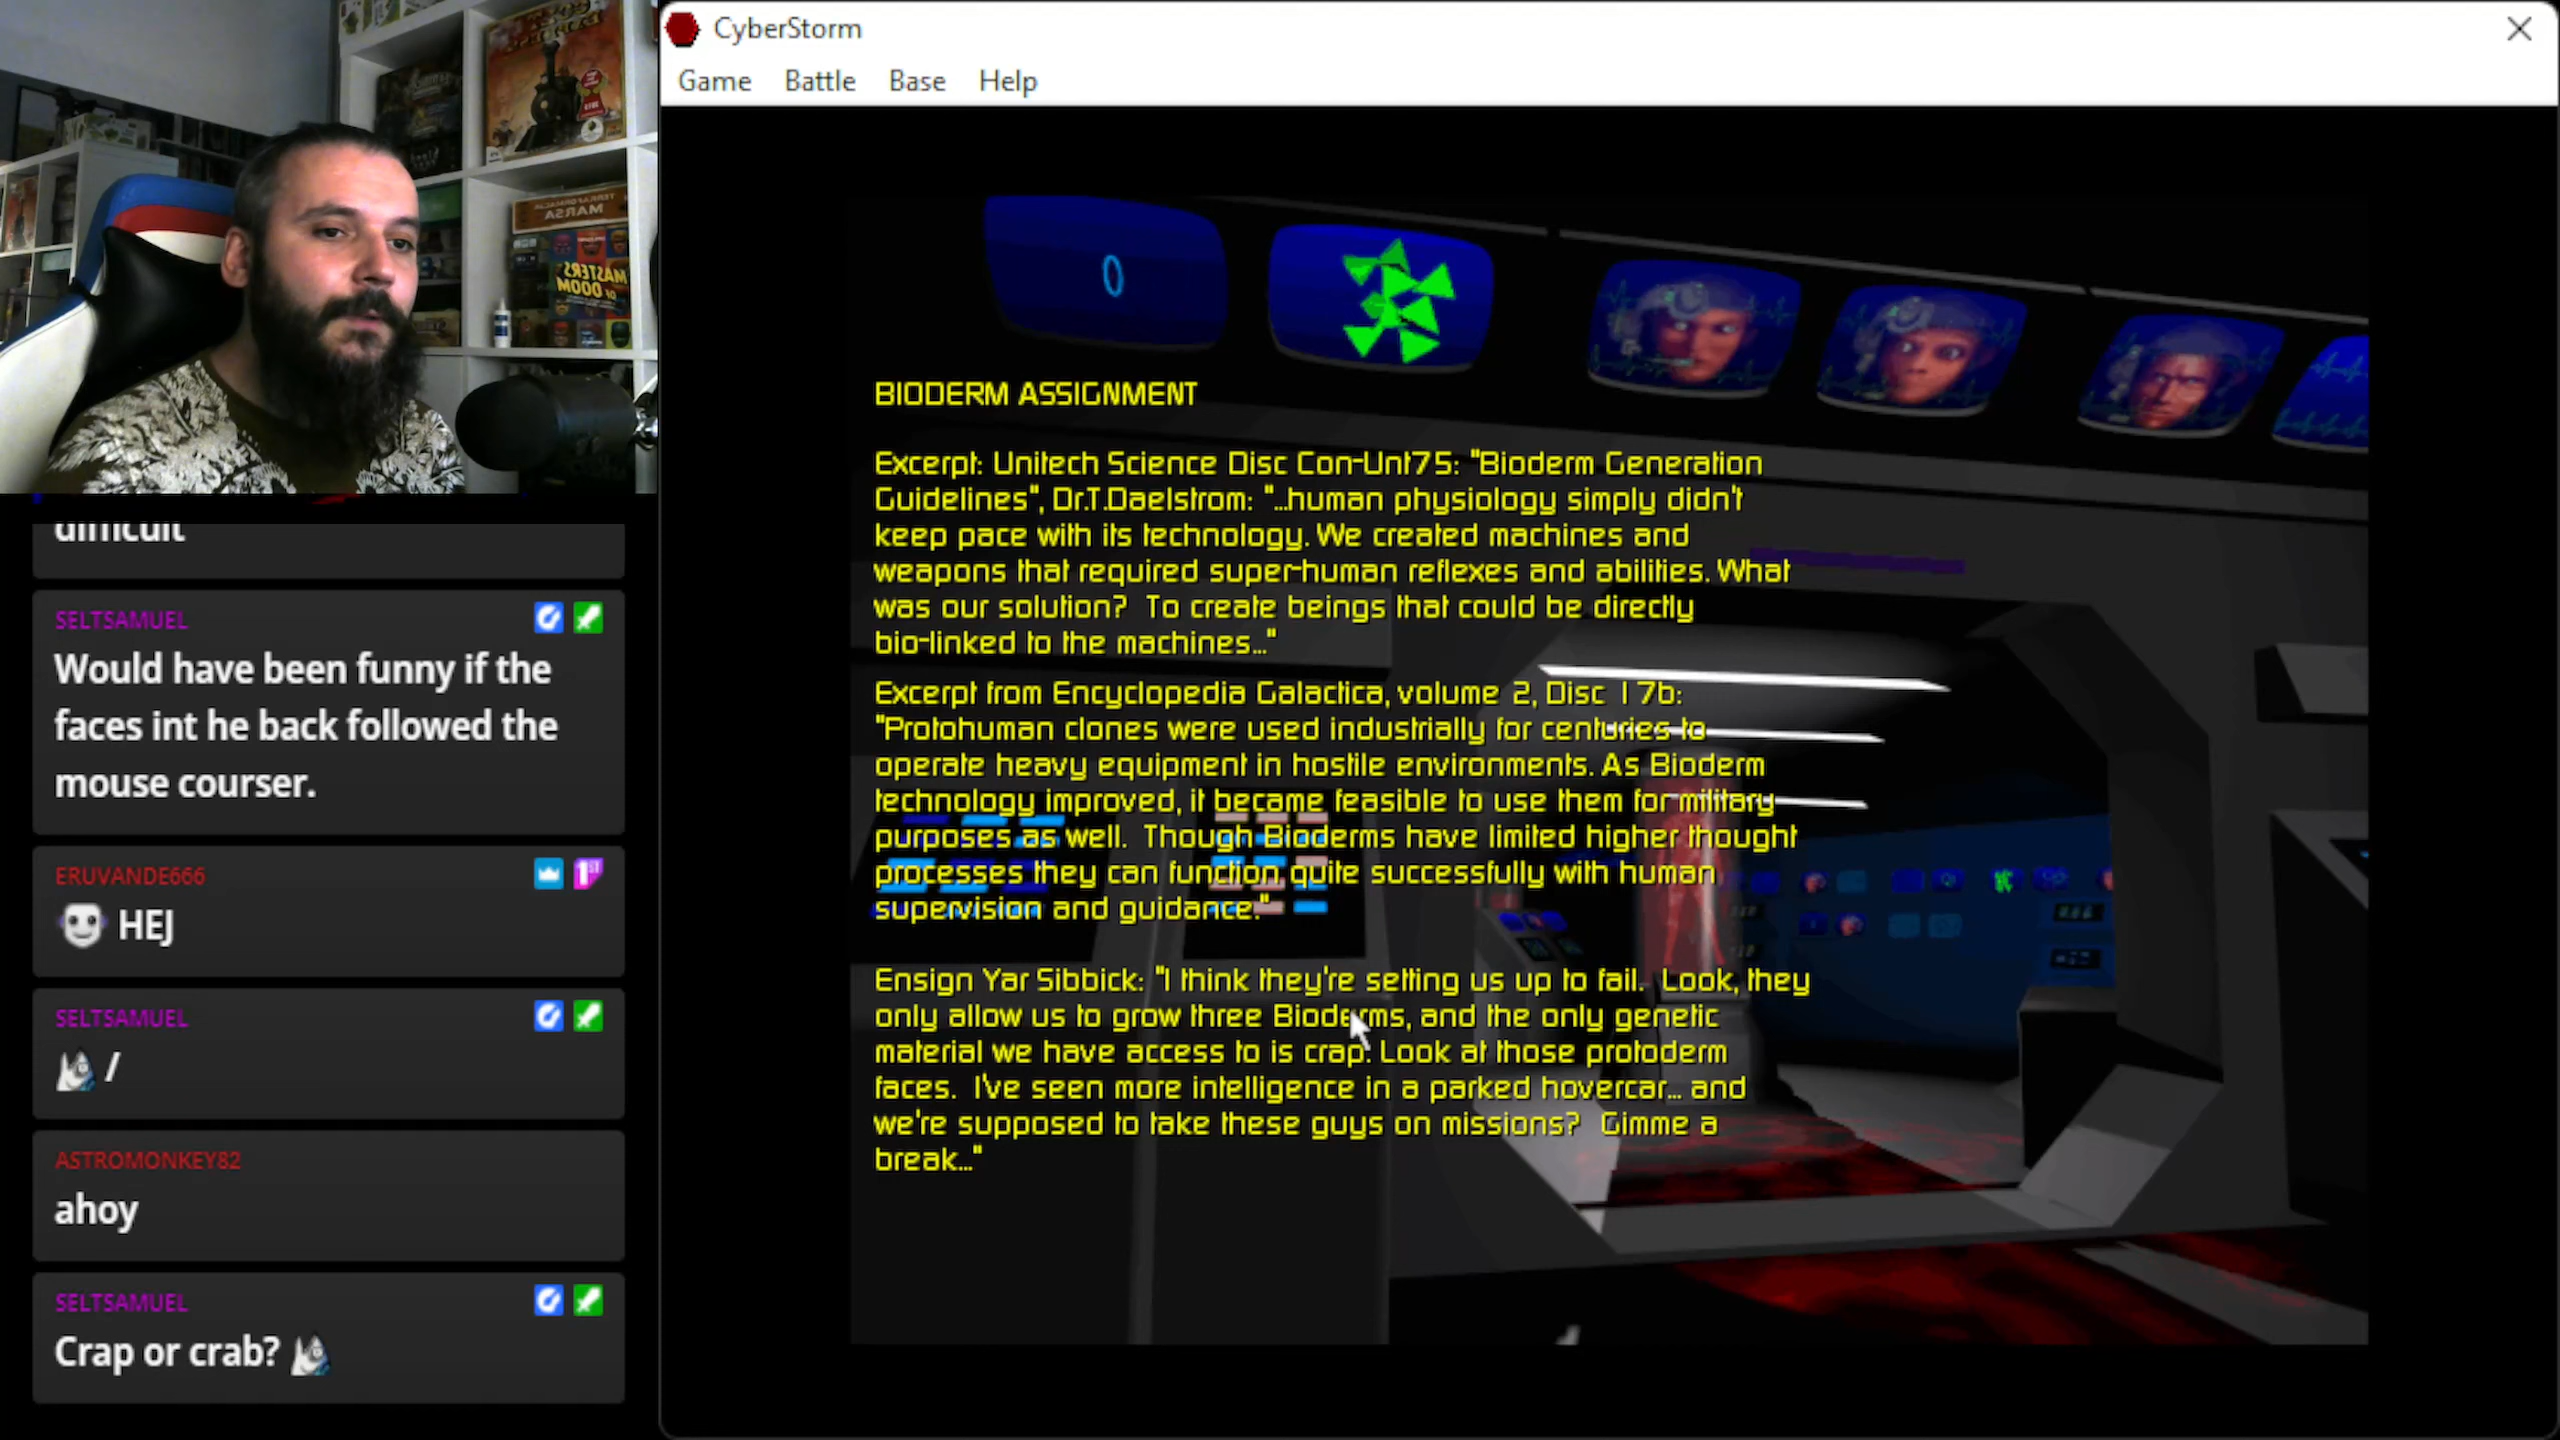 CyberStorm
Game Battle Base Help
MASTERS
OF DOOM
MARSA
difficult
SELTSAMUEL
Would have been funny if the
faces int he back followed the
mouse courser.
ERUVANDE666
1ST
HEJ
SELTSAMUEL
/
ASTROMONKEY82
ahoy
SELTSAMUEL
Crap or crab?
0
BIODERM ASSIGNMENT
Excerpt: Unitech Science Disc Con-Unt75: "Bioderm Generation
Guidelines", Dr.T.Daelstrom: "...human physiology simply didn't
keep pace with its technology. We created machines and
weapons that required super-human reflexes and abilities. What
was our solution? To create beings that could be directly
bio-linked to the machines..."
Excerpt from Encyclopedia Galactica, volume 2, Disc 17b:
"Protohuman clones were used industrially for centuries to
operate heavy equipment in hostile environments. As Bioderm
technology improved, it became feasible to use them for military
purposes as well. Though Bioderms have limited higher thought
processes they can function quite successfully with human
supervision and guidance."
Ensign Yar Sibbick: "I think they're setting us up to fail. Look, they
only allow us to grow three Bioderms, and the only genetic
material we have access to is crap. Look at those protoderm
faces. I've seen more intelligence in a parked hovercar... and
we're supposed to take these guys on missions? Gimme a
break..."